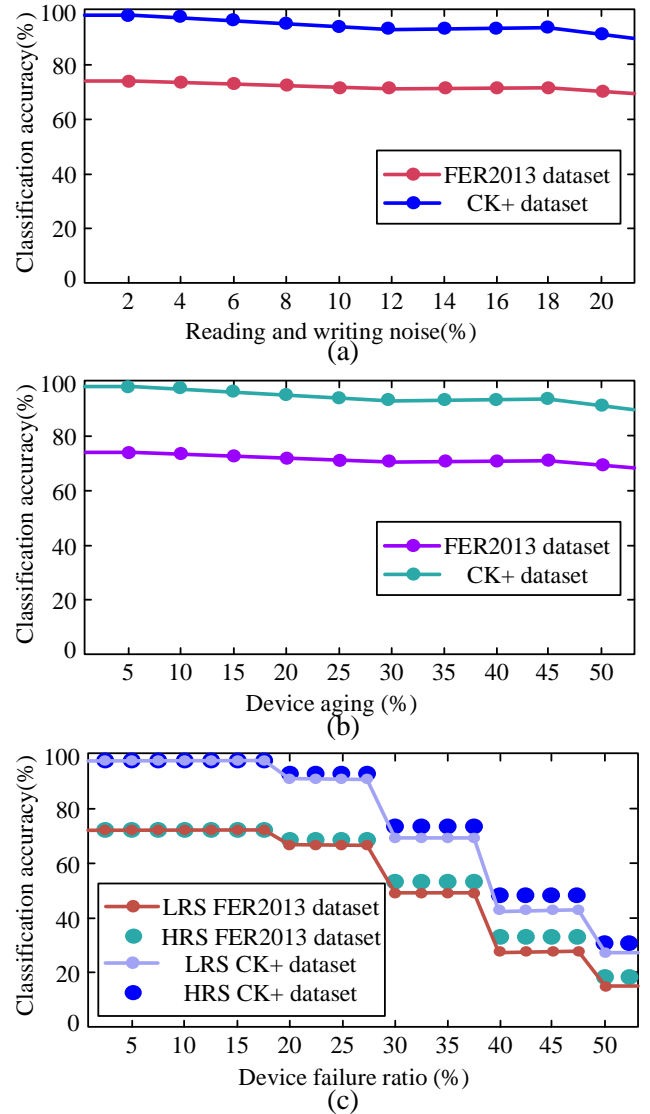 100
80
60
40
20
0
Classification accuracy(%)
FER2013 dataset
CK+ dataset
2 4 6 8 10 12 14 16 18 20
Reading and writing noise(%)
(a)
100
80
60
40
20
0
Classification accuracy(%)
FER2013 dataset
CK+ dataset
5 10 15 20 25 30 35 40 45 50
Device aging (%)
(b)
100
80
60
40
20
0
Classification accuracy(%)
LRS FER2013 dataset
HRS FER2013 dataset
LRS CK+ dataset
HRS CK+ dataset
5 10 15 20 25 30 35 40 45 50
Device failure ratio (%)
(c)